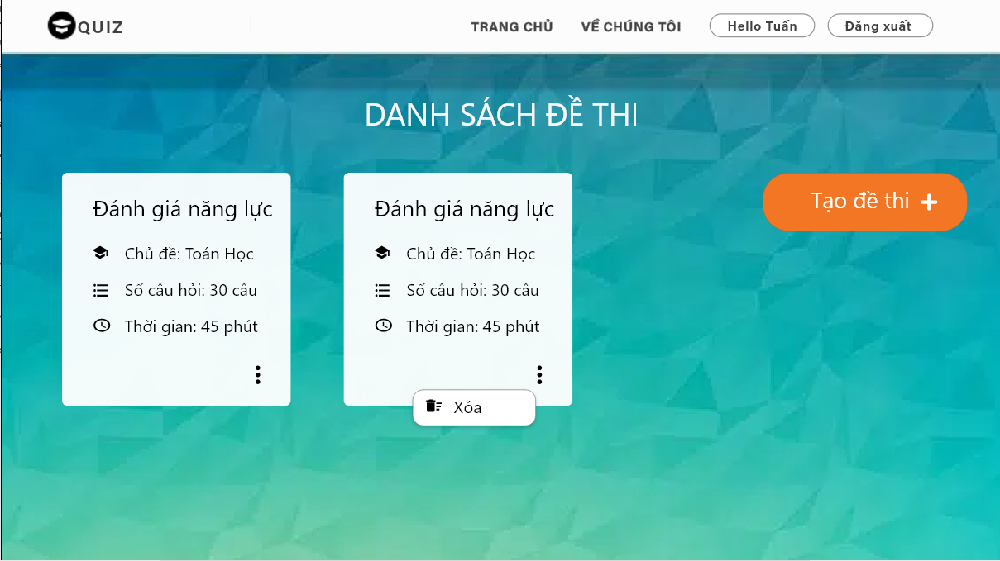 QUIZ
TRANG CHỦ
VỀ CHÚNG TÔI
Hello Tuấn
Đăng xuất
DANH SÁCH ĐỀ THI
Đánh giá năng lực
Chủ đề: Toán Học
Số câu hỏi: 30 câu
Thời gian: 45 phút
Đánh giá năng lực
Chủ đề: Toán Học
Số câu hỏi: 30 câu
Thời gian: 45 phút
Xóa
Tạo đề thi +